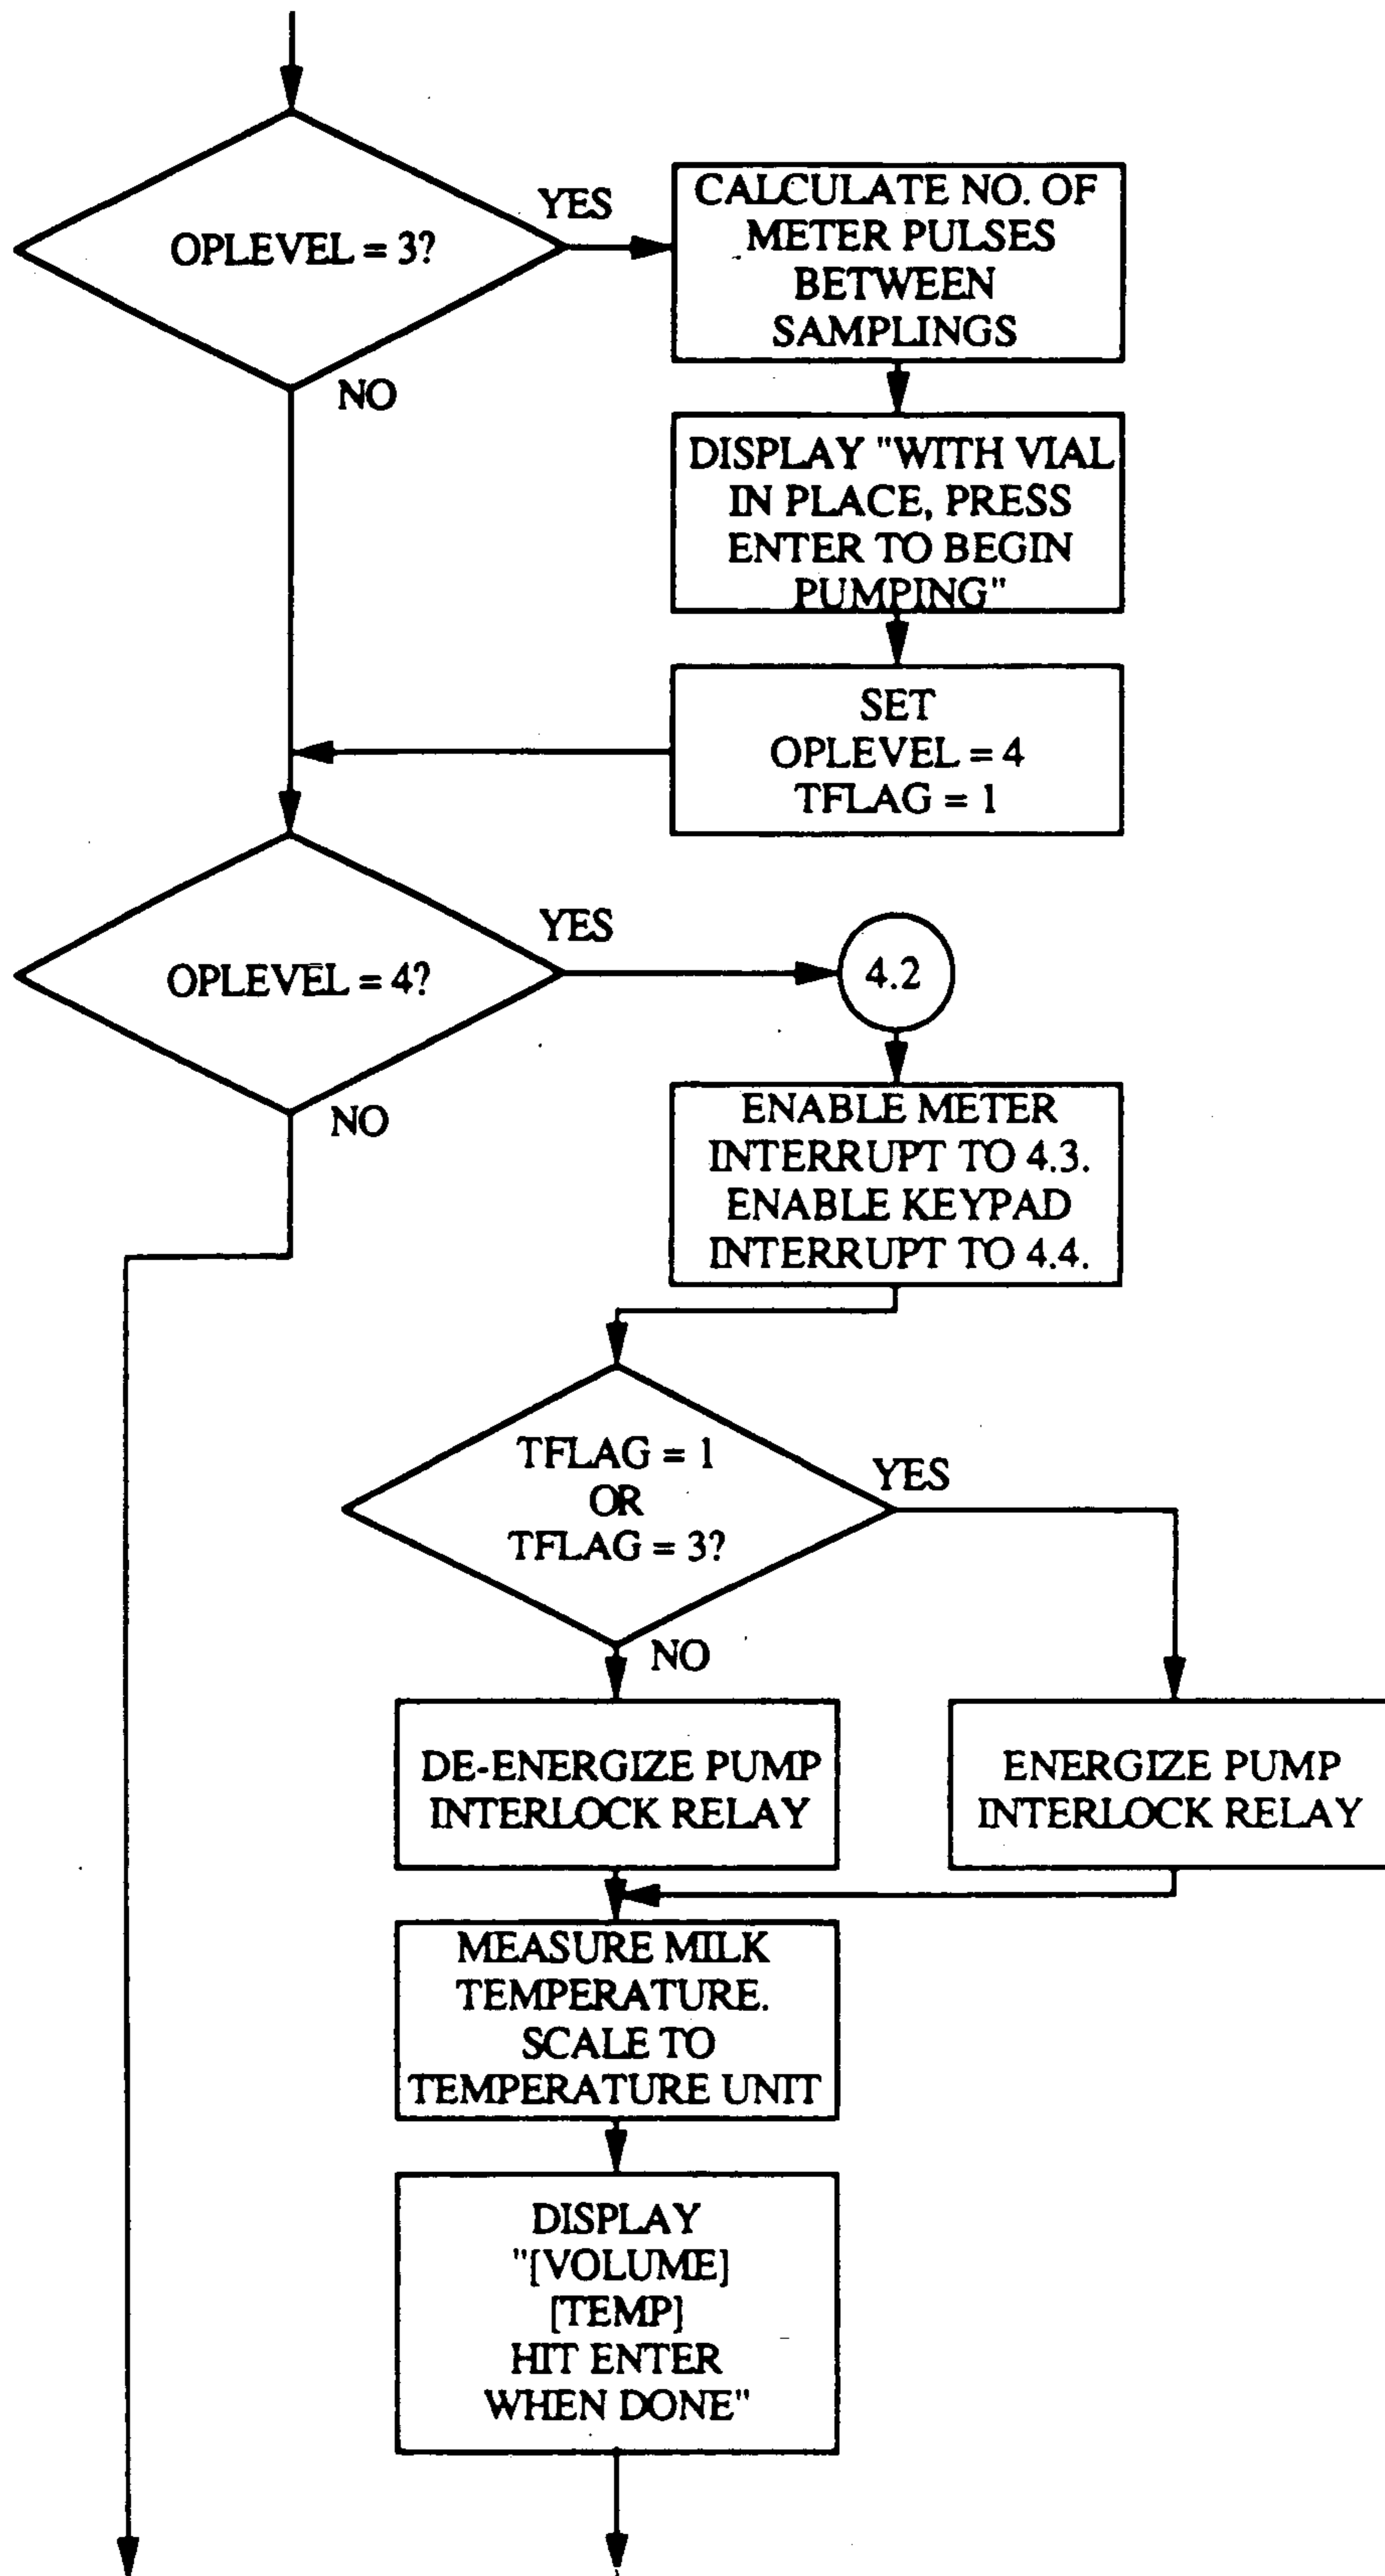 OPLEVEL = 3?
YES
NO
CALCULATE NO. OF
METER PULSES
BETWEEN
SAMPLINGS
DISPLAY "WITH VIAL
IN PLACE, PRESS
ENTER TO BEGIN
PUMPING"
SET
OPLEVEL = 4
TFLAG = 1
OPLEVEL = 4?
YES
NO
4.2
ENABLE METER
INTERRUPT TO 4.3.
ENABLE KEYPAD
INTERRUPT TO 4.4.
TFLAG = 1
OR
TFLAG = 3?
YES
NO
DE-ENERGIZE PUMP
INTERLOCK RELAY
ENERGIZE PUMP
INTERLOCK RELAY
MEASURE MILK
TEMPERATURE.
SCALE TO
TEMPERATURE UNIT
DISPLAY
"[VOLUME]
[TEMP]
HIT ENTER
WHEN DONE"